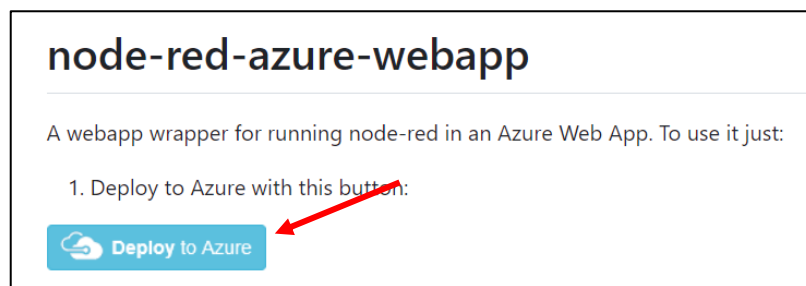 node-red-azure-webapp
A webapp wrapper for running node-red in an Azure Web App. To use it just:
1. Deploy to Azure with this button:
Deploy to Azure